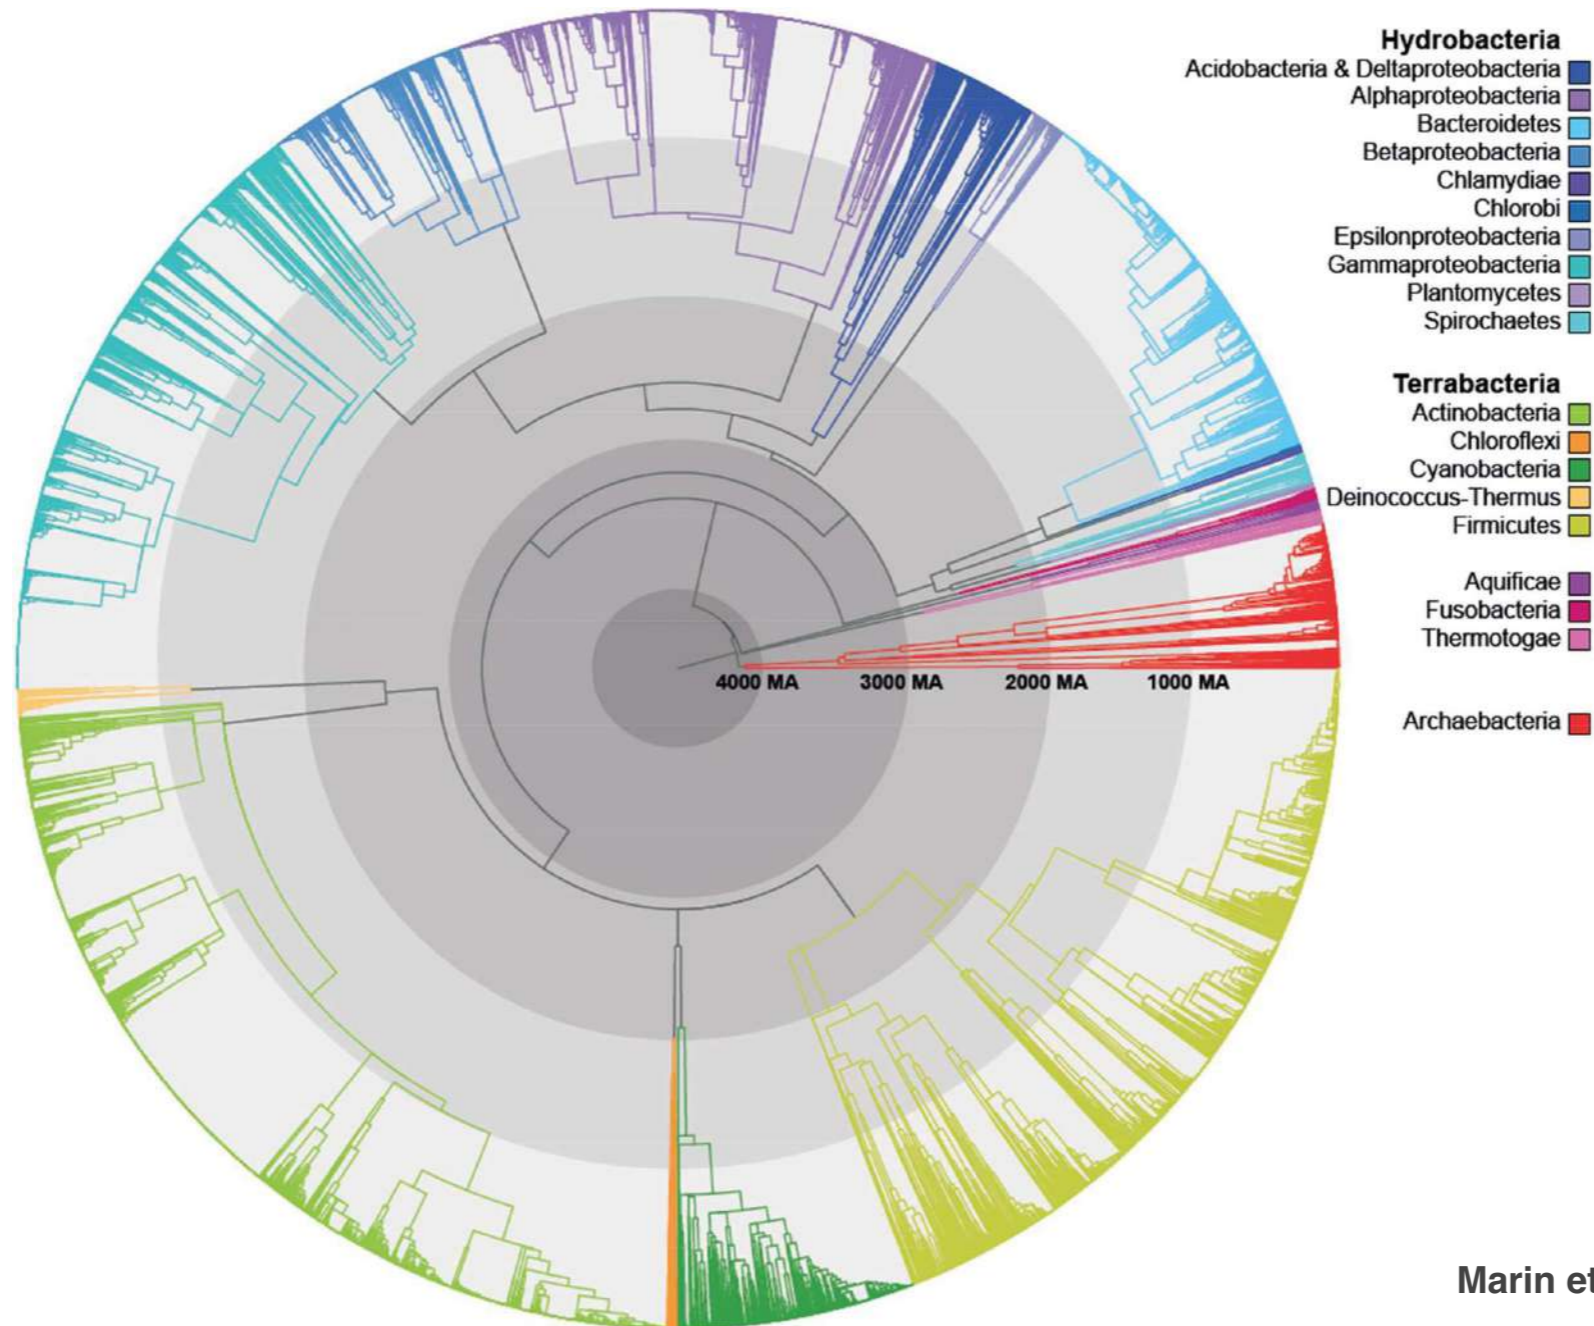 Hydrobacteria
Acidobacteria & Deltaproteobacteria
Alphaproteobacteria
Bacteroidetes
Betaproteobacteria
Chlamydiae
Chlorobi
Epsilonproteobacteria
Gammaproteobacteria
Plantomycetes
Spirochaetes
Terrabacteria
Actinobacteria
Chloroflexi
Cyanobacteria
Deinococcus-Thermus
Firmicutes
Aquificae
Fusobacteria
Thermotogae
Archaebacteria
4000 MA 3000 MA 2000 MA 1000 MA
Marin et